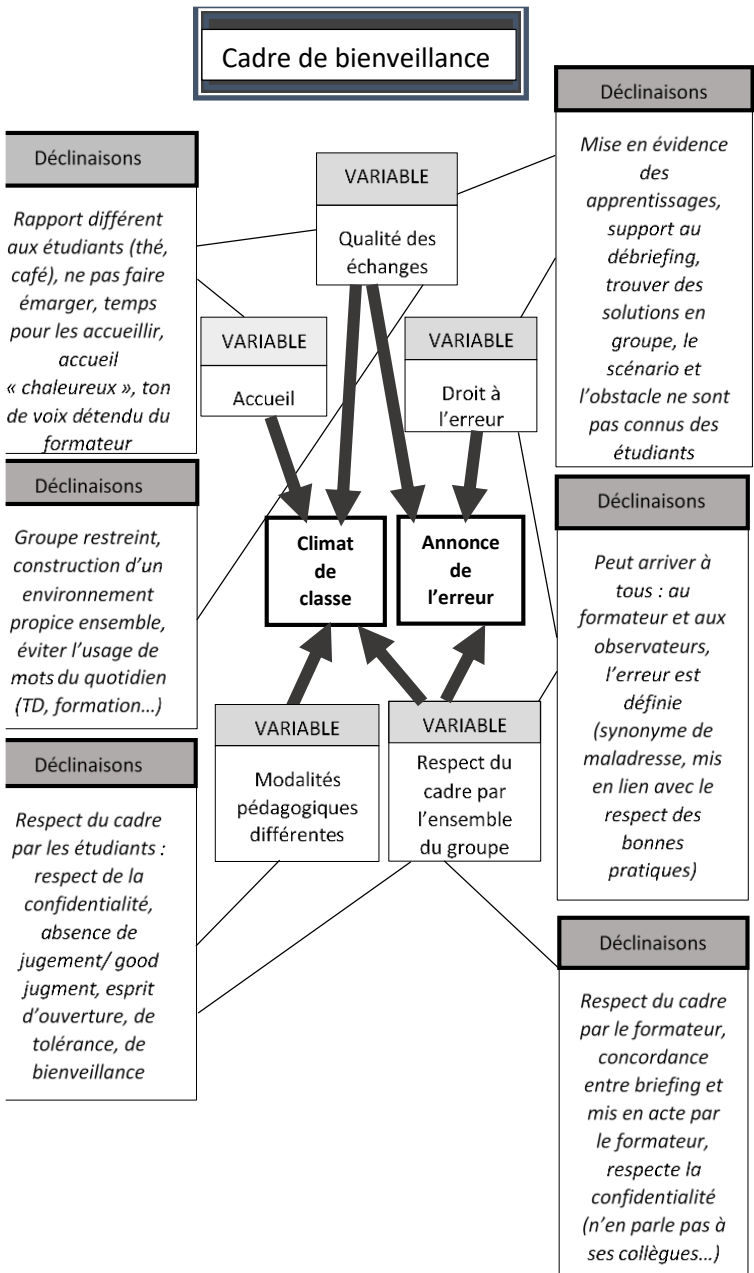 Cadre de bienveillance
Déclinaisons
Rapport différent
aux étudiants (thé,
café), ne pas faire
émarger, temps
pour les accueillir,
accueil
« chaleureux », ton
de voix détendu du
formateur
Déclinaisons
Groupe restreint,
construction d’un
environnement
propice ensemble,
éviter l’usage de
mots du quotidien
(TD, formation…)
Déclinaisons
Respect du cadre
par les étudiants :
respect de la
confidentialité,
absence de
jugement/ good
jugment, esprit
d’ouverture, de
tolérance, de
bienveillance
VARIABLE
Qualité des
échanges
VARIABLE
Accueil
VARIABLE
Droit à
l’erreur
Climat
de
classe
Annonce
de
l’erreur
VARIABLE
Modalités
pédagogiques
différentes
VARIABLE
Respect du
cadre par
l’ensemble
du groupe
Déclinaisons
Mise en évidence
des
apprentissages,
support au
débriefing,
trouver des
solutions en
groupe, le
scénario et
l’obstacle ne sont
pas connus des
étudiants
Déclinaisons
Peut arriver à
tous : au
formateur et aux
observateurs,
l’erreur est
définie
(synonyme de
maladresse, mis
en lien avec le
respect des
bonnes
pratiques)
Déclinaisons
Respect du cadre
par le formateur,
concordance
entre briefing et
mis en acte par
le formateur,
respecte la
confidentialité
(n’en parle pas à
ses collègues…)